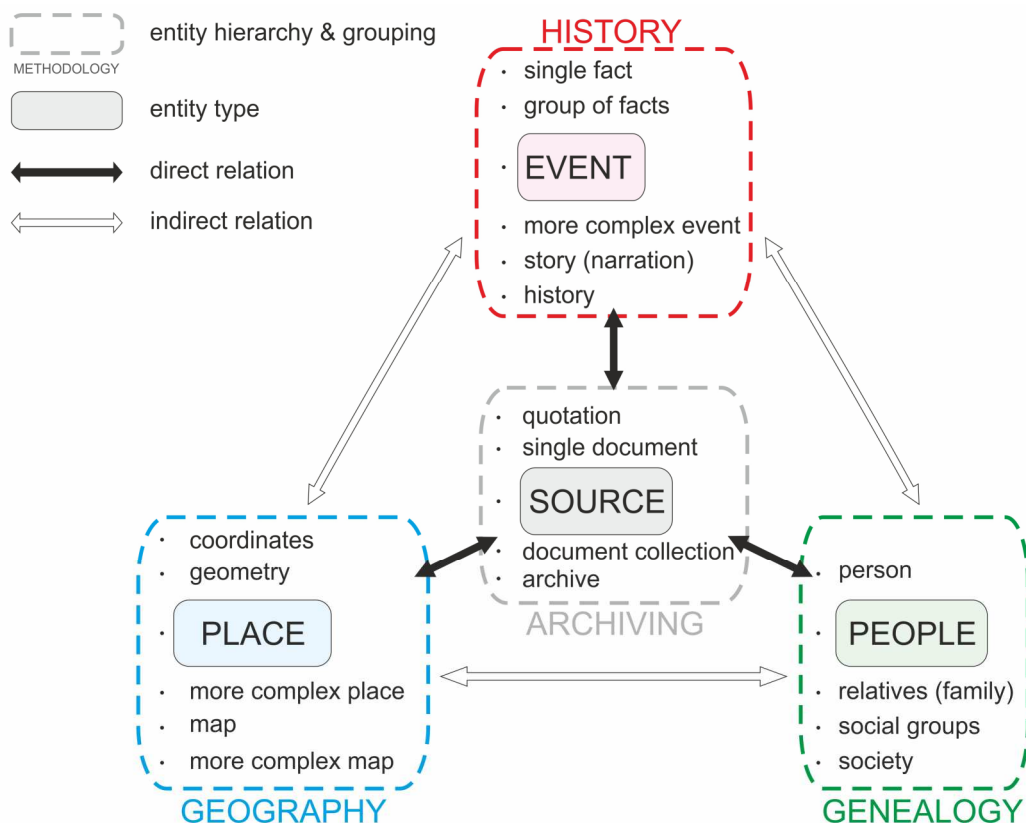 entity hierarchy & grouping
METHODOLOGY
entity type
direct relation
indirect relation
HISTORY
· single fact
· group of facts
· EVENT
· more complex event
· story (narration)
· history
· quotation
· single document
· SOURCE
· document collection
· archive
ARCHIVING
· coordinates
· geometry
· PLACE
· more complex place
· map
· more complex map
GEOGRAPHY
· person
· PEOPLE
· relatives (family)
· social groups
· society
GENEALOGY